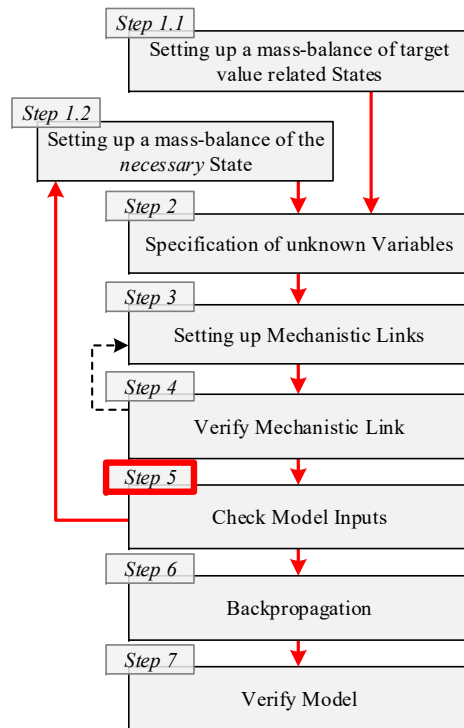 Step 1.1
Setting up a mass-balance of target
value related States
Step 1.2
Setting up a mass-balance of the
necessary State
Step 2
Specification of unknown Variables
Step 3
Setting up Mechanistic Links
Step 4
Verify Mechanistic Link
Step 5
Check Model Inputs
Step 6
Backpropagation
Step 7
Verify Model